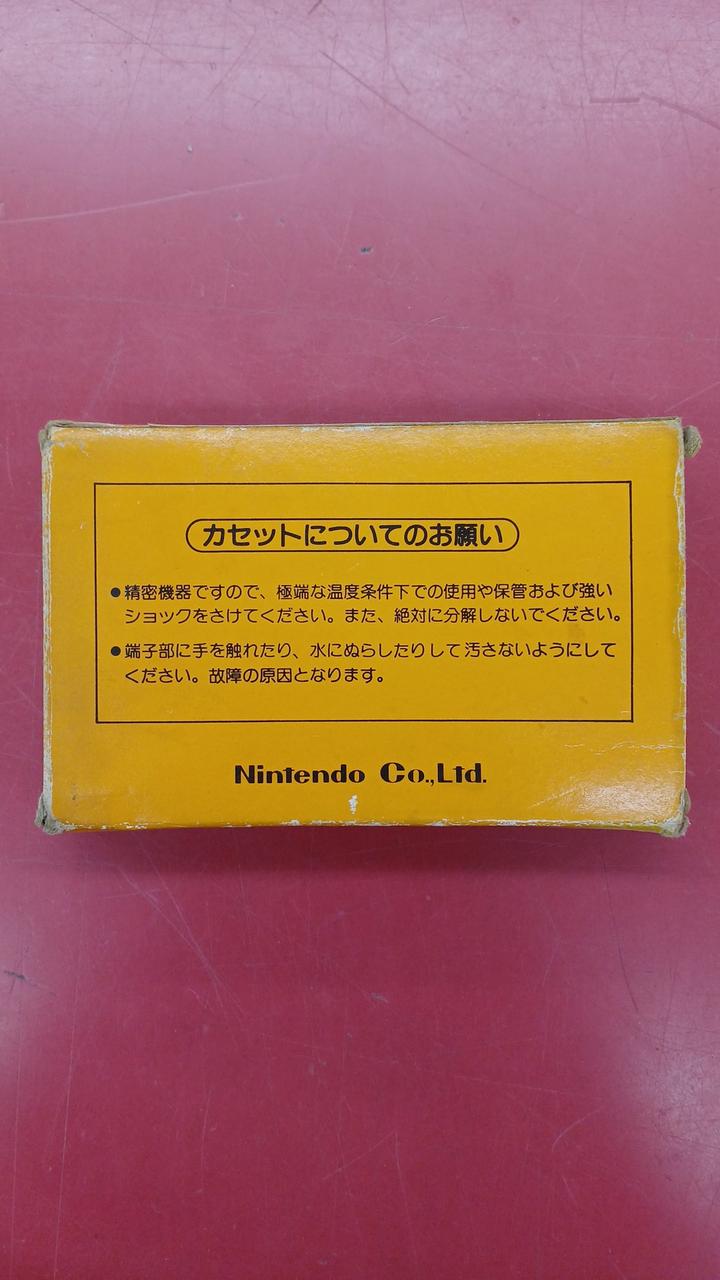 カセットについてのお願い
●精密機器ですので、極端な温度条件下での使用や保管および強い
ショックをさけてください。また、絶対に分解しないでください。
●端子部に手を触れたり、水にぬらしたりして汚さないようにして
ください。故障の原因となります。
Nintendo Co.,Ltd.